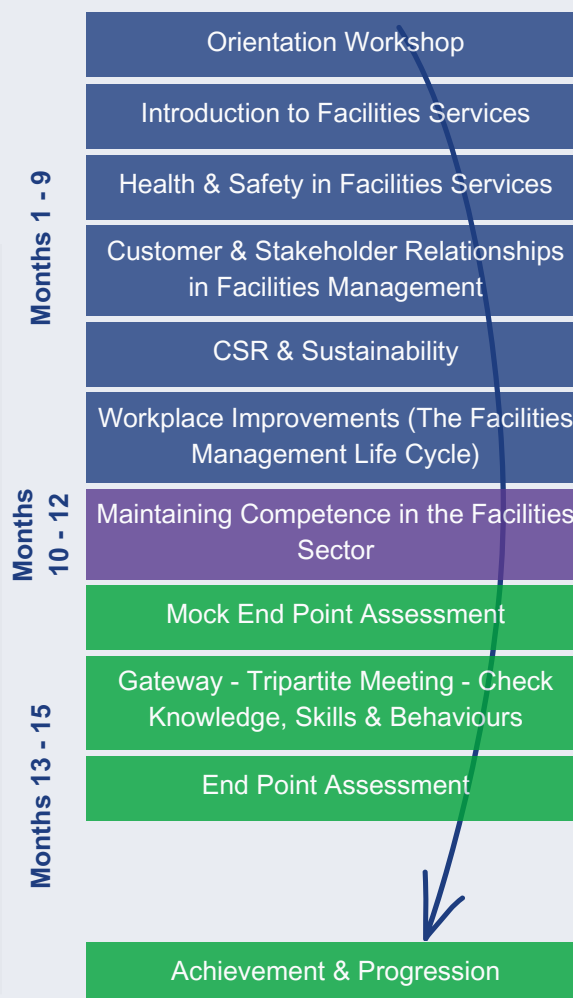 Orientation Workshop
Introduction to Facilities Services
Months 1 - 9
Health & Safety in Facilities Services
Customer & Stakeholder Relationships
in Facilities Management
CSR & Sustainability
Workplace Improvements (The Facilities
Management Life Cycle)
Months
10 - 12
Maintaining Competence in the Facilities
Sector
Mock End Point Assessment
Months 13 - 15
Gateway - Tripartite Meeting - Check
Knowledge, Skills & Behaviours
End Point Assessment
Achievement & Progression